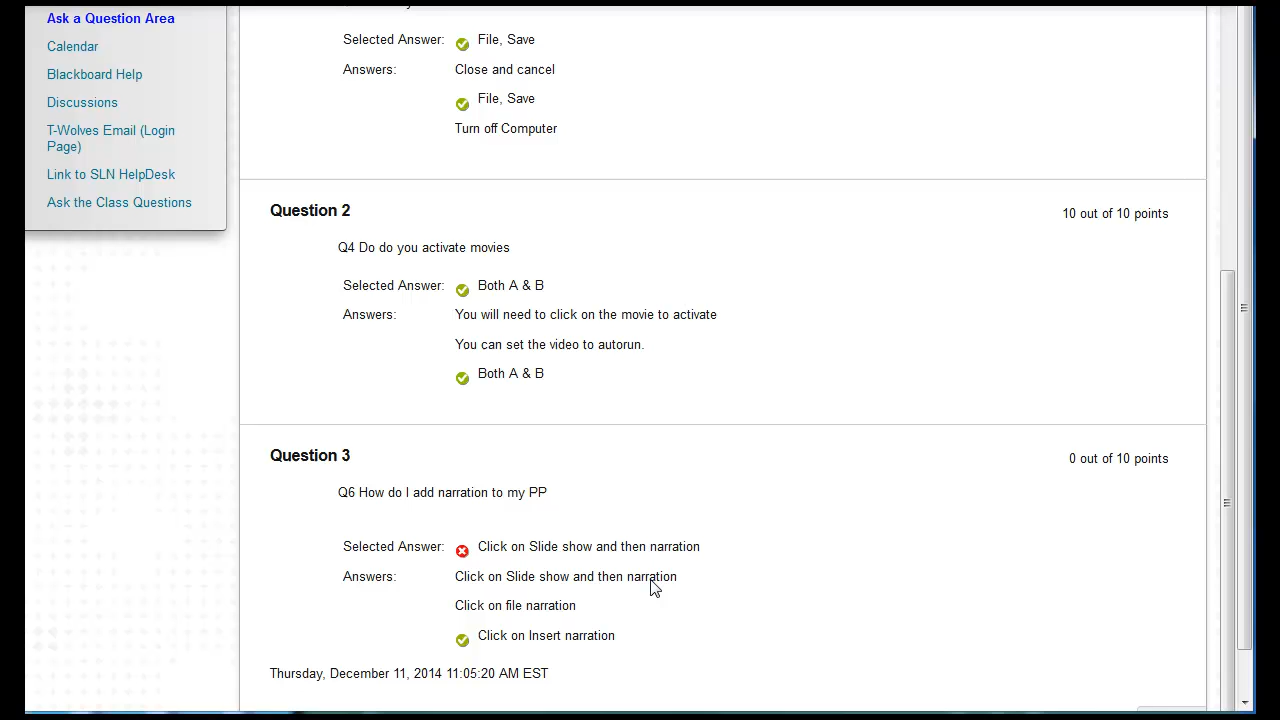 Ask a Question Area
Calendar
Blackboard Help
Discussions
T-Wolves Email (Login
Page)
Link to SLN HelpDesk
Ask the Class Questions
Selected Answer: File, Save
Answers: Close and cancel
File, Save
Turn off Computer
Question 2
10 out of 10 points
Q4 Do do you activate movies
Selected Answer: Both A & B
Answers: You will need to click on the movie to activate
You can set the video to autorun.
Both A & B
Question 3
0 out of 10 points
Q6 How do I add narration to my PP
Selected Answer: Click on Slide show and then narration
Answers: Click on Slide show and then narration
Click on file narration
Click on Insert narration
Thursday, December 11, 2014 11:05:20 AM EST